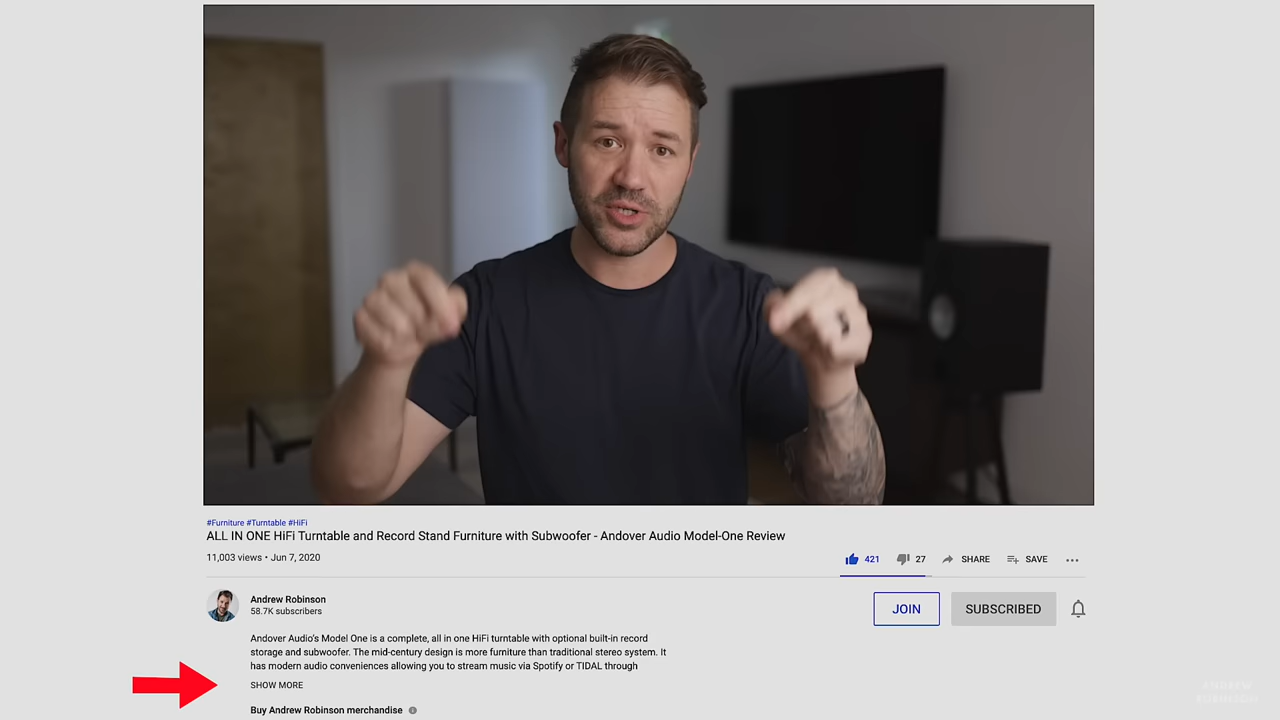 #Furniture #Turntable #HiFi
ALL IN ONE HiFi Turntable and Record Stand Furniture with Subwoofer - Andover Audio Model-One Review
11,003 views • Jun 7, 2020
421 27 SHARE SAVE
Andrew Robinson
58.7K subscribers
JOIN SUBSCRIBED
Andover Audio's Model One is a complete, all in one HiFi turntable with optional built-in record
storage and subwoofer. The mid-century design is more furniture than traditional stereo system. It
has modern audio conveniences allowing you to stream music via Spotify or TIDAL through
SHOW MORE
Buy Andrew Robinson merchandise
ANDREW
ROBINSON